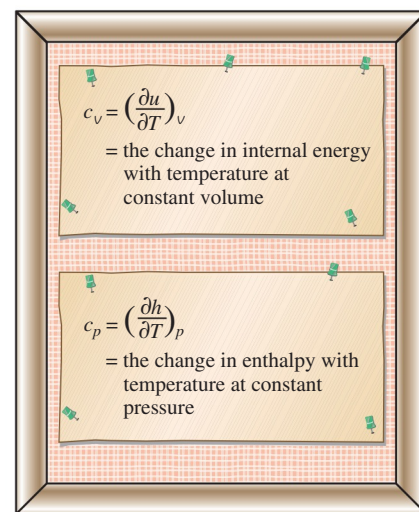 c_v = (∂u/∂T)_v
= the change in internal energy
with temperature at
constant volume
c_p = (∂h/∂T)_p
= the change in enthalpy with
temperature at constant
pressure